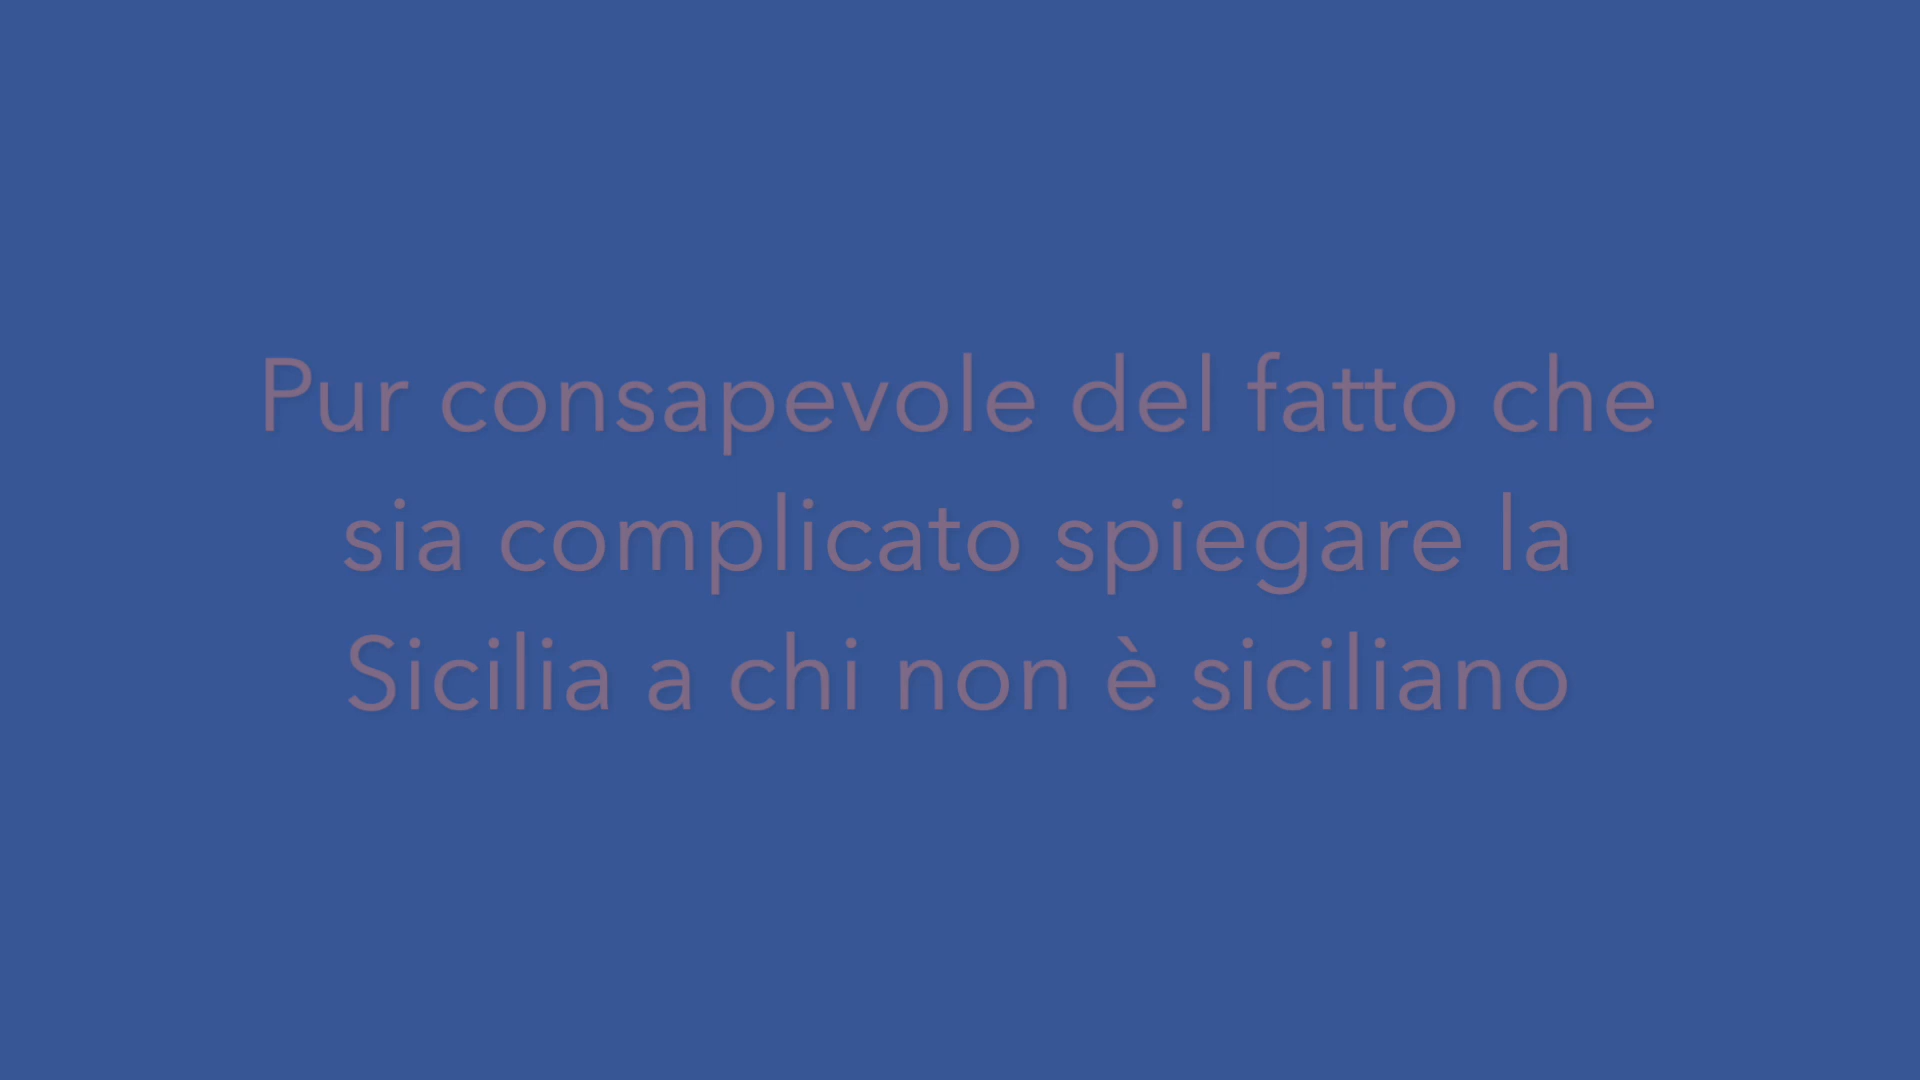 Pur consapevole del fatto che
sia complicato spiegare la
Sicilia a chi non è siciliano